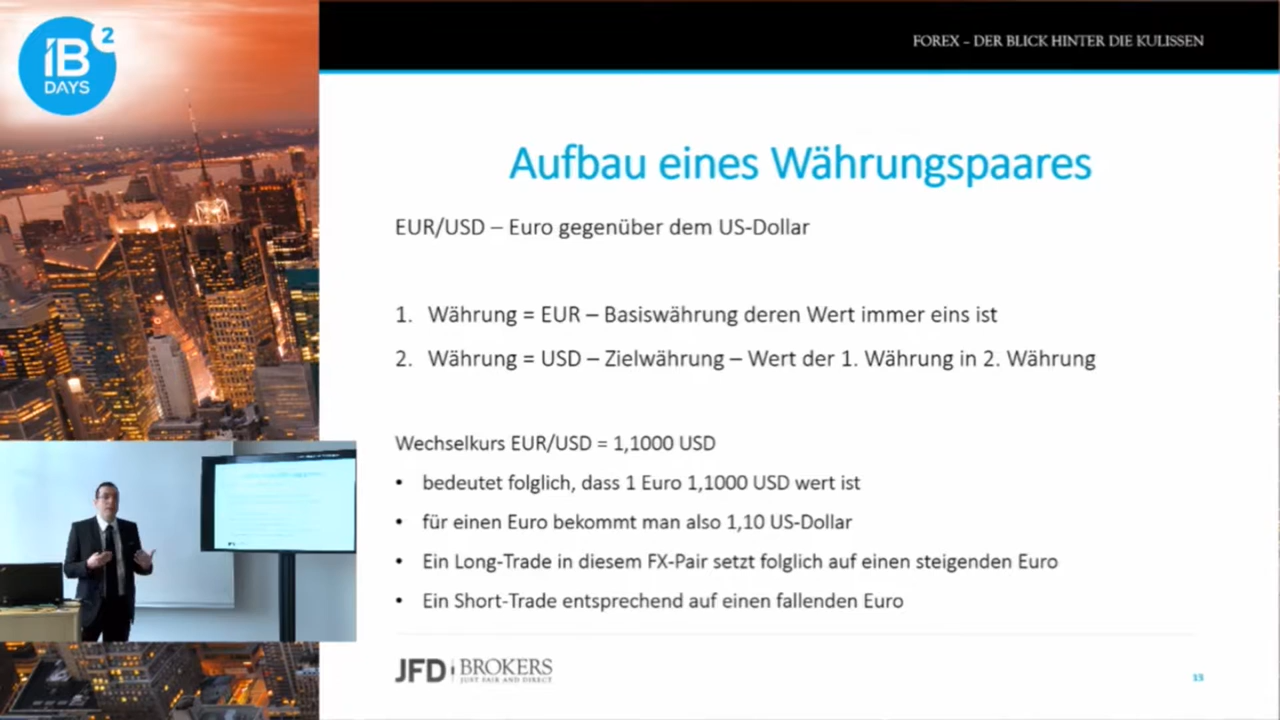 iB 2
DAYS
FOREX – DER BLICK HINTER DIE KULISSEN
Aufbau eines Währungspaares
EUR/USD – Euro gegenüber dem US-Dollar
1. Währung = EUR – Basiswährung deren Wert immer eins ist
2. Währung = USD – Zielwährung – Wert der 1. Währung in 2. Währung
Wechselkurs EUR/USD = 1,1000 USD
• bedeutet folglich, dass 1 Euro 1,1000 USD wert ist
• für einen Euro bekommt man also 1,10 US-Dollar
• Ein Long-Trade in diesem FX-Pair setzt folglich auf einen steigenden Euro
• Ein Short-Trade entsprechend auf einen fallenden Euro
JFD BROKERS
JUST FAIR AND DIRECT
13